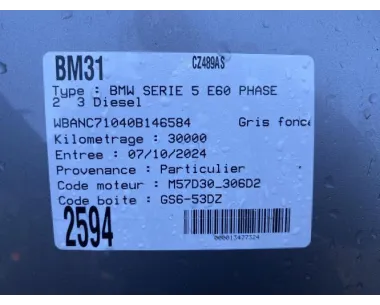 BM31 CZ489AS
Type : BMW SERIE 5 E60 PHASE
2 3 Diesel
WBANC71040B146584 Gris fonce
Kilometrage : 30000
Entree : 07/10/2024
Provenance : Particulier
Code moteur : M57D30_306D2
Code boite : GS6-53DZ
2594